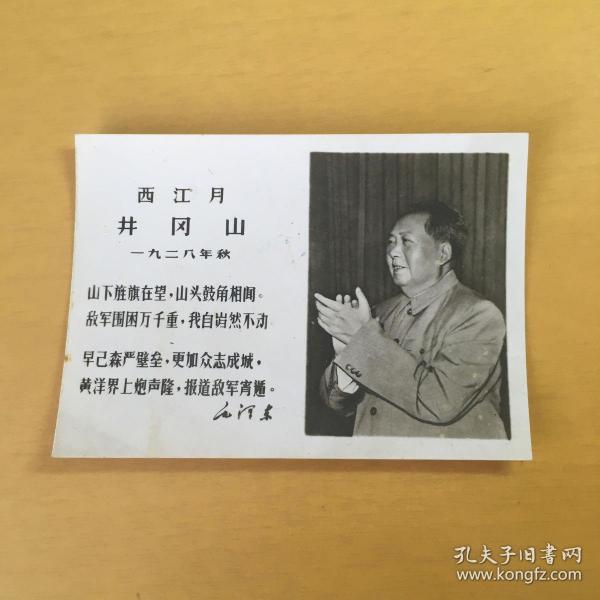 西江月
井冈山
一九二八年秋
山下旌旗在望，山头鼓角相闻。
敌军围困万千重，我自岿然不动
早已森严壁垒，更加众志成城，
黄洋界上炮声隆，报道敌军宵遁。
毛泽东
孔夫子旧书网
www.kongfz.com